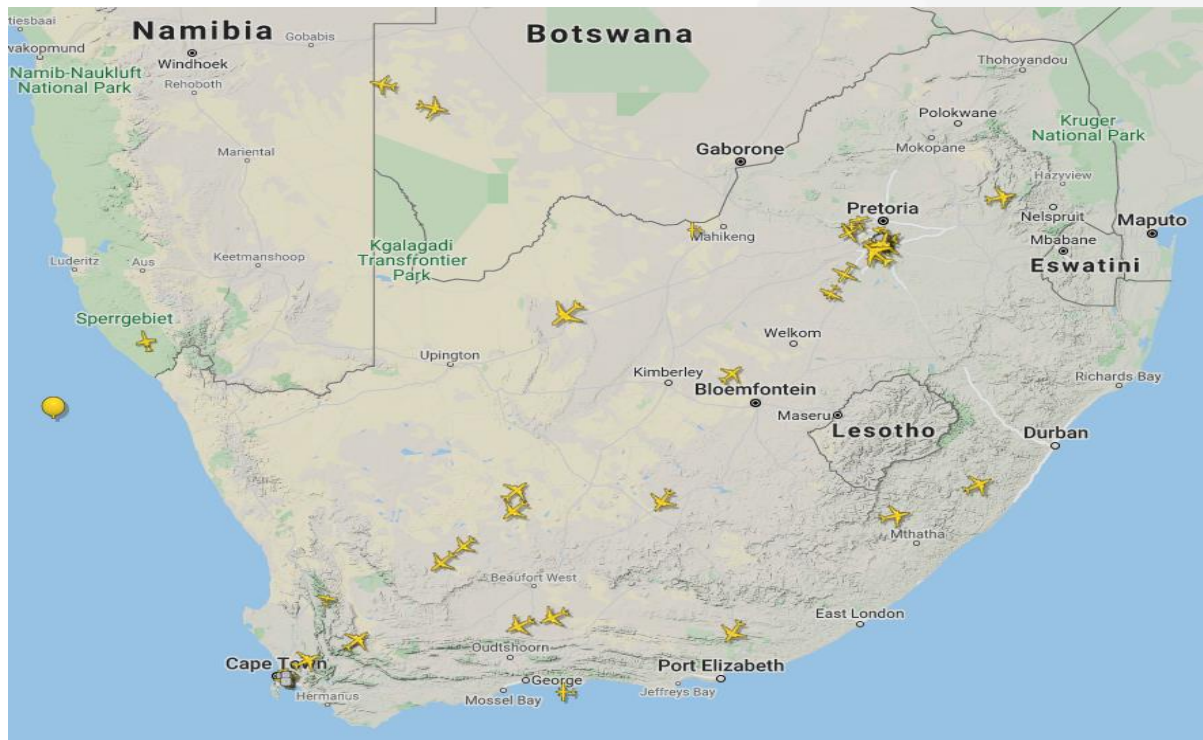 tiesbaai
Namibia
Gobabis
wakopmund
Windhoek
Botswana
Thohoyandou
Namib-Naukluft
National Park
Rehoboth
Polokwane
Kruger
National Park
Mokopane
Gaborone
Mariental
Hazyview
Pretoria
Nelspruit
Maputo
Mahikeng
Mbabane
Kgalagadi
Transfrontier
Park
Luderitz
Aus
Keetmanshoop
Eswatini
Sperrgebiet
Welkom
Upington
Kimberley
Richards Bay
Bloemfontein
Maseru
Lesotho
Durban
Mthatha
Beaufort West
East London
Oudtshoorn
Cape Town
Port Elizabeth
George
Jeffreys Bay
Hermanus
Mossel Bay